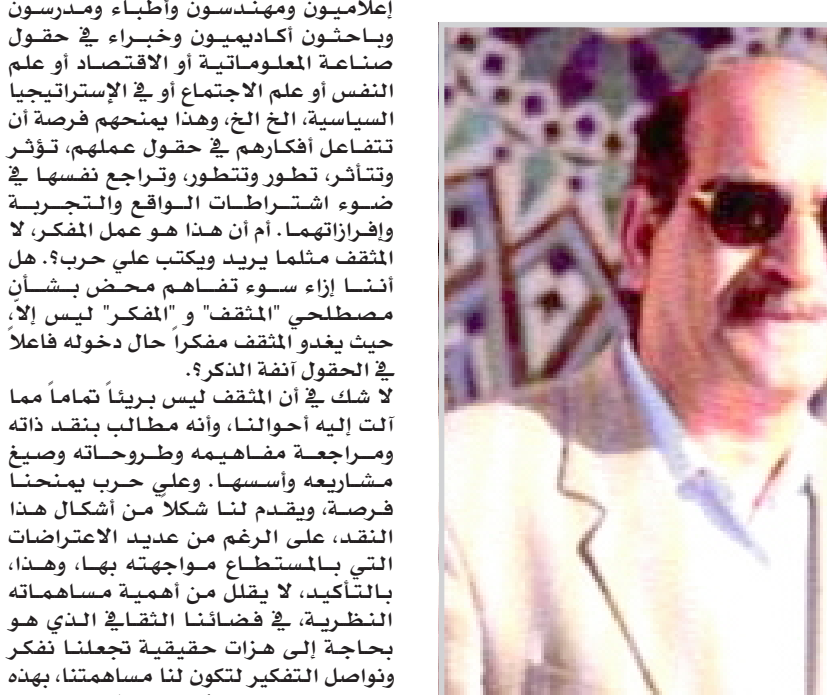 إعلاميون ومهندسون وأطباء ومدرسون
وباحثون أكاديميون وخبراء في حقول
صناعة المعلوماتية أو الاقتصاد أو علم
النفس أو علم الاجتماع أو في الإستراتيجيا
السياسية، الخ الخ، وهذا يمنحهم فرصة أن
تتفاعل أفكارهم في حقول عملهم، تؤثر
وتتأثر، تطور وتتطور، وتراجع نفسها في
ضوء اشتراطات الواقع والتجربة
وإفرازاتهما. أم أن هذا هو عمل المفكر، لا
المثقف مثلما يريد ويكتب علي حرب؟. هل
أننا إزاء سوء تفاهم محض بشأن
مصطلحي "المثقف" و "المفكر" ليس إلاّ،
حيث يغدو المثقف مفكراً حال دخوله فاعلاً
في الحقول آنفة الذكر؟.
لا شك في أن المثقف ليس بريئاً تماماً مما
آلت إليه أحوالنا، وأنه مطالب بنقد ذاته
ومراجعة مفاهيمه وطروحاته وصيغ
مشاريعه وأسسها. وعلي حرب يمنحنا
فرصة، ويقدم لنا شكلاً من أشكال هذا
النقد، على الرغم من عديد الاعتراضات
التي بالمستطاع مواجهته بها، وهذا،
بالتأكيد، لا يقلل من أهمية مساهماته
النظرية، في فضائنا الثقافي الذي هو
بحاجة إلى هزات حقيقية تجعلنا نفكر
ونواصل التفكير لتكون لنا مساهمتنا، بهذه